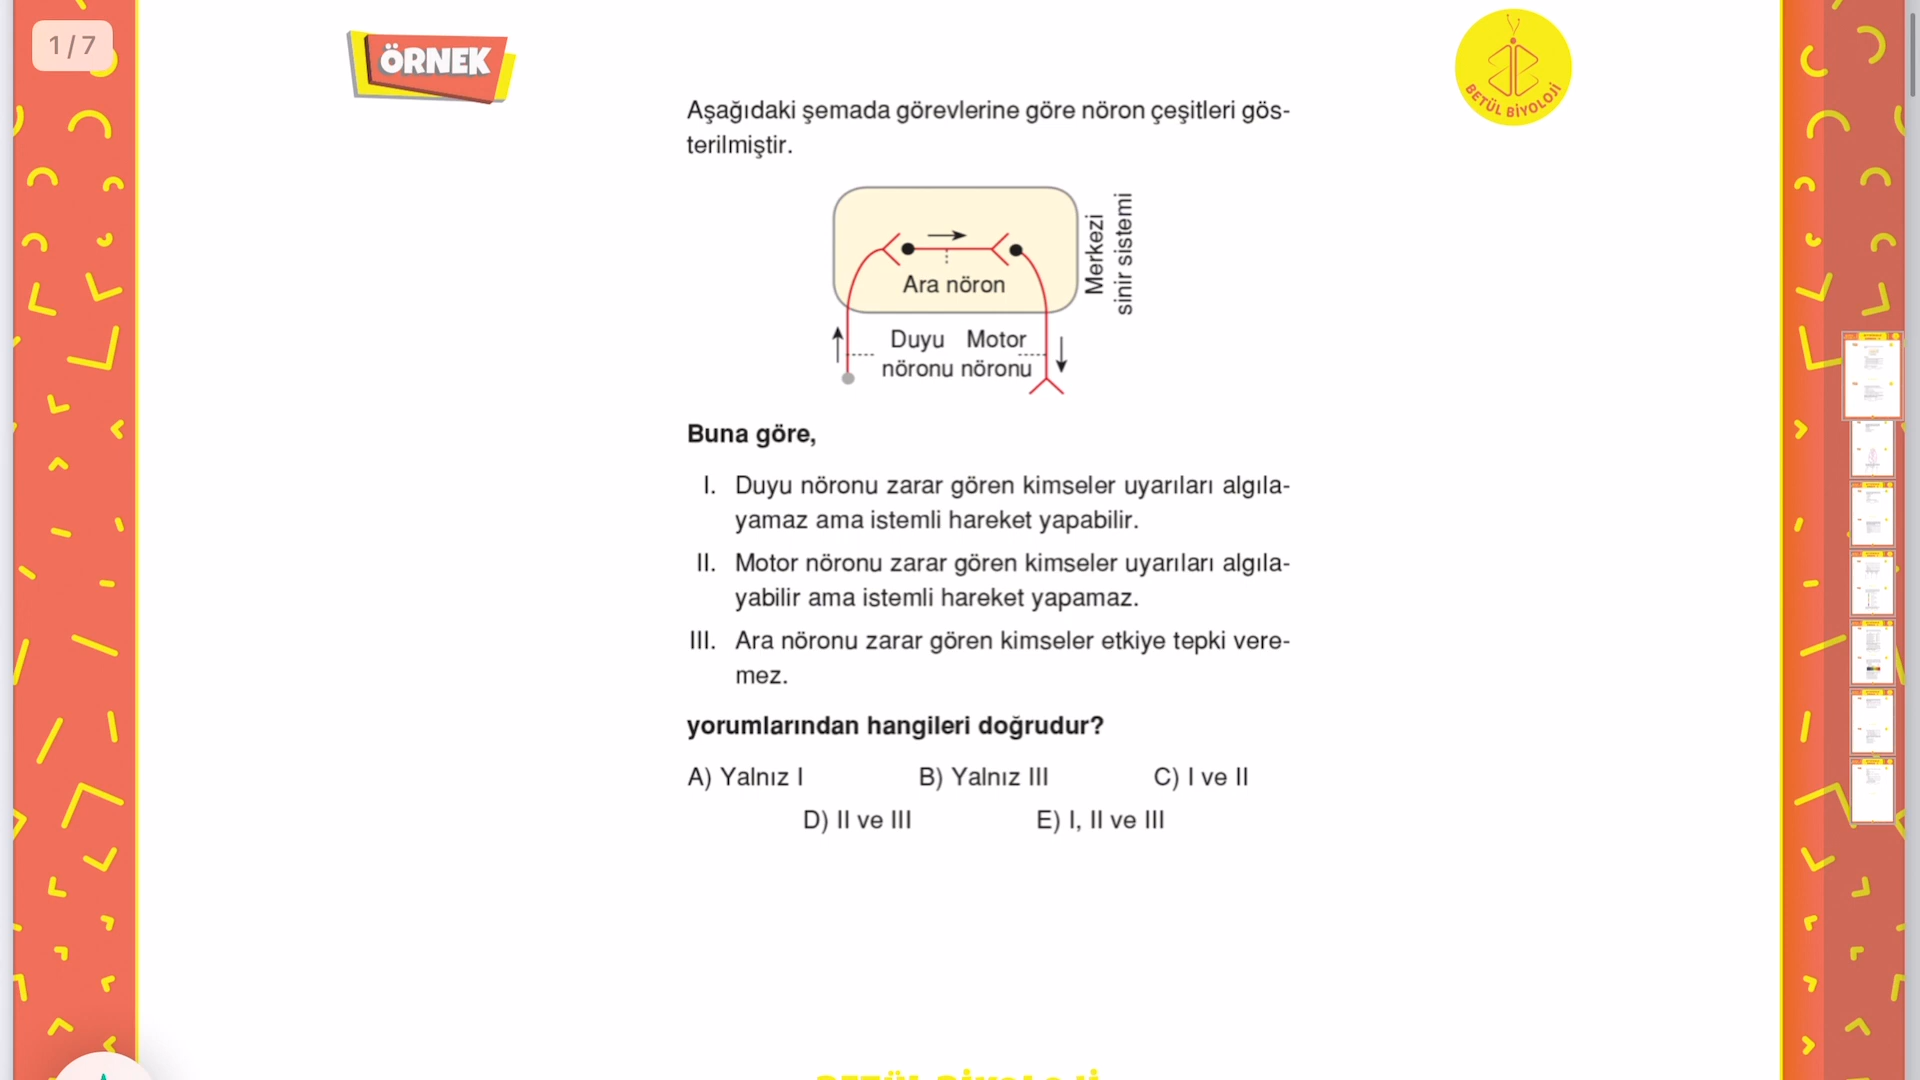 1 / 7
ÖRNEK
BETÜL BİYOLOJİ
Aşağıdaki şemada görevlerine göre nöron çeşitleri gös-
terilmiştir.
Merkezi
sinir sistemi
Ara nöron
Duyu Motor
nöronu nöronu
Buna göre,
I. Duyu nöronu zarar gören kimseler uyarıları algıla-
yamaz ama istemli hareket yapabilir.
II. Motor nöronu zarar gören kimseler uyarıları algıla-
yabilir ama istemli hareket yapamaz.
III. Ara nöronu zarar gören kimseler etkiye tepki vere-
mez.
yorumlarından hangileri doğrudur?
A) Yalnız I B) Yalnız III C) I ve II
D) II ve III E) I, II ve III
BETÜL BİYOLOJİ